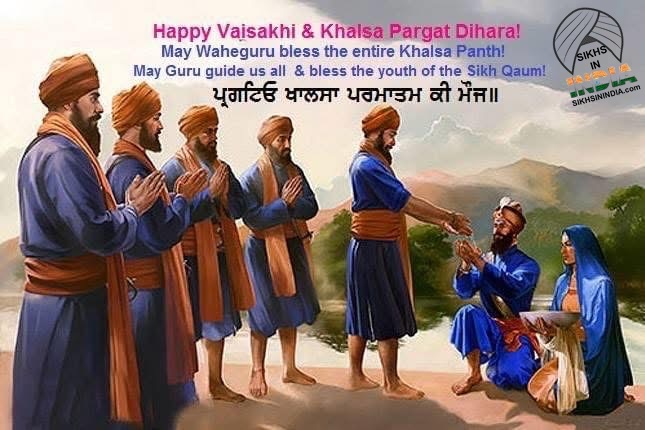 Happy Vaisakhi & Khalsa Pargat Dihara!
May Waheguru bless the entire Khalsa Panth!
May Guru guide us all & bless the youth of the Sikh Qaum!
ਪ੍ਰਗਟਿਓ ਖਾਲਸਾ ਪਰਮਾਤਮ ਕੀ ਮੌਜ॥
SIKHS
IN
INDIA
SIKHSININDIA.com